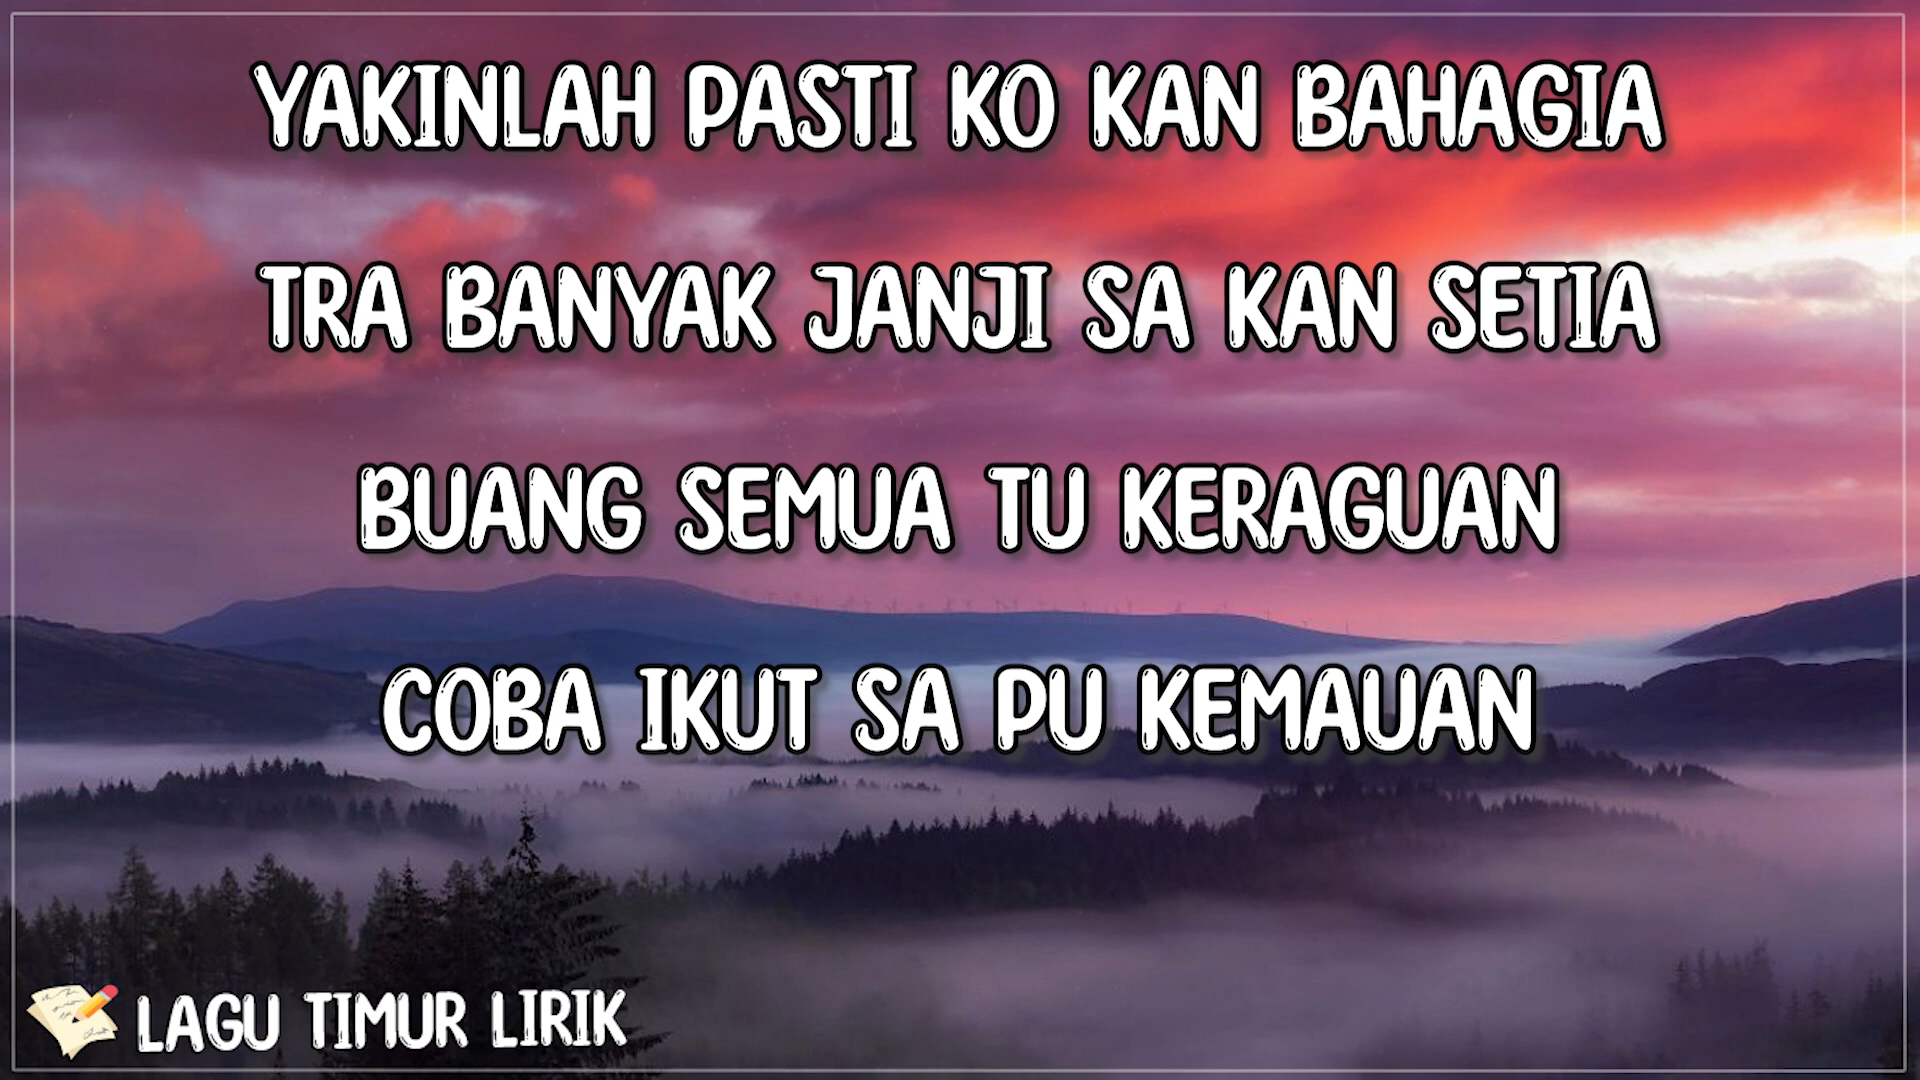 YAKINLAH PASTI KO KAN BAHAGIA
TRA BANYAK JANJI SA KAN SETIA
BUANG SEMUA TU KERAGUAN
COBA IKUT SA PU KEMAUAN
LAGU TIMUR LIRIK